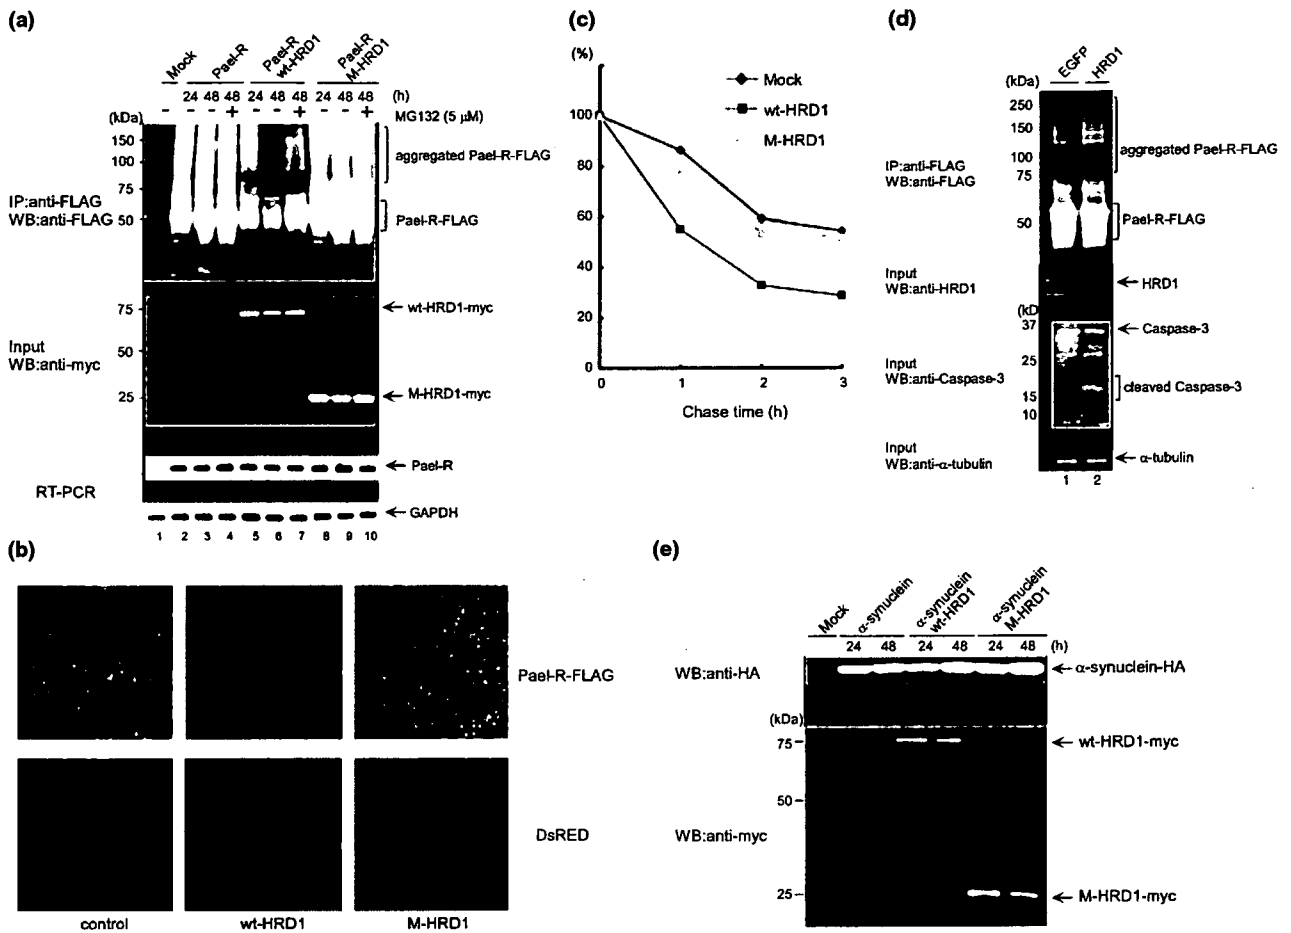 (a)
Mock
Pael-R
Pael-R
wt-HRD1
Pael-R
M-HRD1
24 48 48 24 48 48 24 48 48 (h)
- - - + - - + - - + MG132 (5 μM)
(kDa)
150
100
75
50
IP:anti-FLAG
WB:anti-FLAG
aggregated Pael-R-FLAG
Pael-R-FLAG
75
50
25
Input
WB:anti-myc
wt-HRD1-myc
M-HRD1-myc
RT-PCR
Pael-R
GAPDH
1 2 3 4 5 6 7 8 9 10
(b)
Pael-R-FLAG
DsRED
control wt-HRD1 M-HRD1
(c)
(%)
100
80
60
40
20
0
0 1 2 3
Chase time (h)
Mock
wt-HRD1
M-HRD1
(d)
EGFP
HRD1
(kDa)
250
150
100
75
50
IP:anti-FLAG
WB:anti-FLAG
aggregated Pael-R-FLAG
Pael-R-FLAG
Input
WB:anti-HRD1
HRD1
(kD
37
25
15
10
Input
WB:anti-Caspase-3
Caspase-3
cleaved Caspase-3
Input
WB:anti-α-tubulin
α-tubulin
1 2
(e)
Mock
α-synuclein
α-synuclein
wt-HRD1
α-synuclein
M-HRD1
24 48 24 48 24 48 (h)
WB:anti-HA
α-synuclein-HA
(kDa)
75
50
25
WB:anti-myc
wt-HRD1-myc
M-HRD1-myc